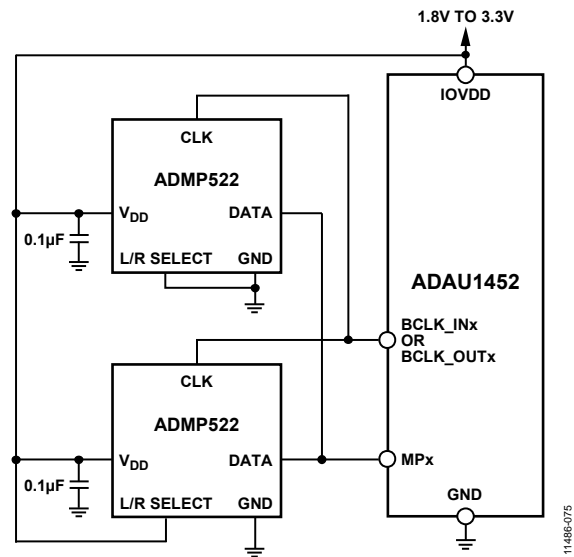 1.8V TO 3.3V
IOVDD
CLK
ADMP522
VDD
DATA
0.1µF
L/R SELECT
GND
ADAU1452
BCLK_INx
OR
BCLK_OUTx
CLK
ADMP522
VDD
DATA
MPx
0.1µF
L/R SELECT
GND
GND
11486-075